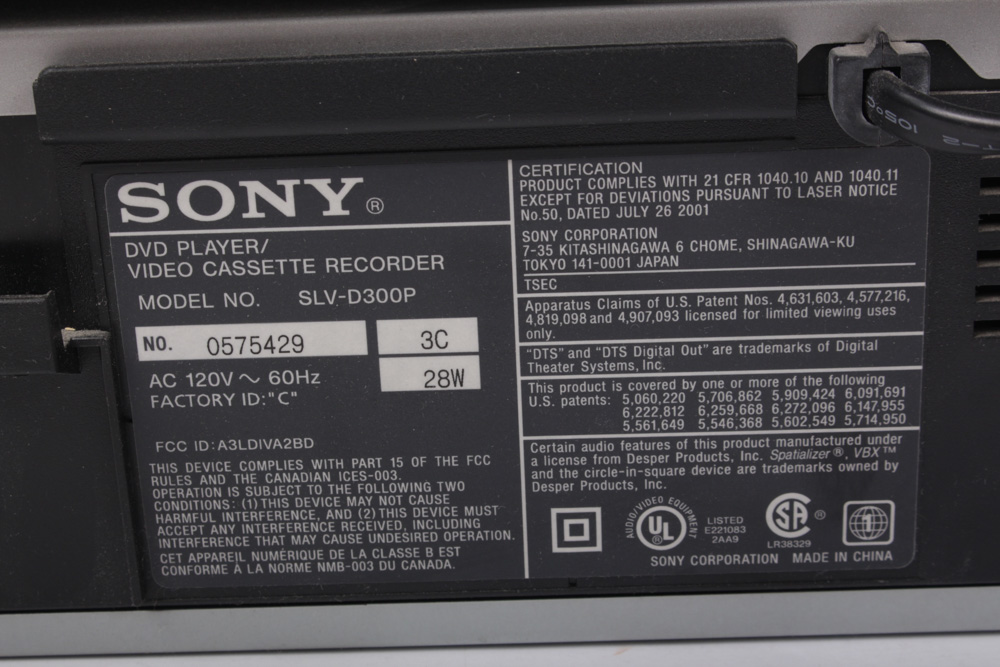 SONY®
DVD PLAYER/
VIDEO CASSETTE RECORDER
MODEL NO. SLV-D300P
NO. 0575429 3C
28W
AC 120V ~ 60Hz
FACTORY ID:"C"
FCC ID: A3LDIVA2BD
THIS DEVICE COMPLIES WITH PART 15 OF THE FCC
RULES AND THE CANADIAN ICES-003.
OPERATION IS SUBJECT TO THE FOLLOWING TWO
CONDITIONS: (1) THIS DEVICE MAY NOT CAUSE
HARMFUL INTERFERENCE, AND (2) THIS DEVICE MUST
ACCEPT ANY INTERFERENCE RECEIVED, INCLUDING
INTERFERENCE THAT MAY CAUSE UNDESIRED OPERATION.
CET APPAREIL NUMÉRIQUE DE LA CLASSE B EST
CONFORME A LA NORME NMB-003 DU CANADA.
CERTIFICATION
PRODUCT COMPLIES WITH 21 CFR 1040.10 AND 1040.11
EXCEPT FOR DEVIATIONS PURSUANT TO LASER NOTICE
No.50, DATED JULY 26 2001
SONY CORPORATION
7-35 KITASHINAGAWA 6 CHOME, SHINAGAWA-KU
TOKYO 141-0001 JAPAN
TSEC
Apparatus Claims of U.S. Patent Nos. 4,631,603, 4,577,216,
4,819,098 and 4,907,093 licensed for limited viewing uses
only.
"DTS" and "DTS Digital Out" are trademarks of Digital
Theater Systems, Inc.
This product is covered by one or more of the following
U.S. patents: 5,060,220 5,706,862 5,909,424 6,091,691
6,222,812 6,259,668 6,272,096 6,147,955
5,561,649 5,546,368 5,602,549 5,714,950
Certain audio features of this product manufactured under
a license from Desper Products, Inc. Spatializer®, VBX™
and the circle-in-square device are trademarks owned by
Desper Products, Inc.
AUDIO/VIDEO EQUIPMENT
UL
LISTED
E221083
2AA9
SA ®
LR38329
1
SONY CORPORATION MADE IN CHINA
105°C
T-2